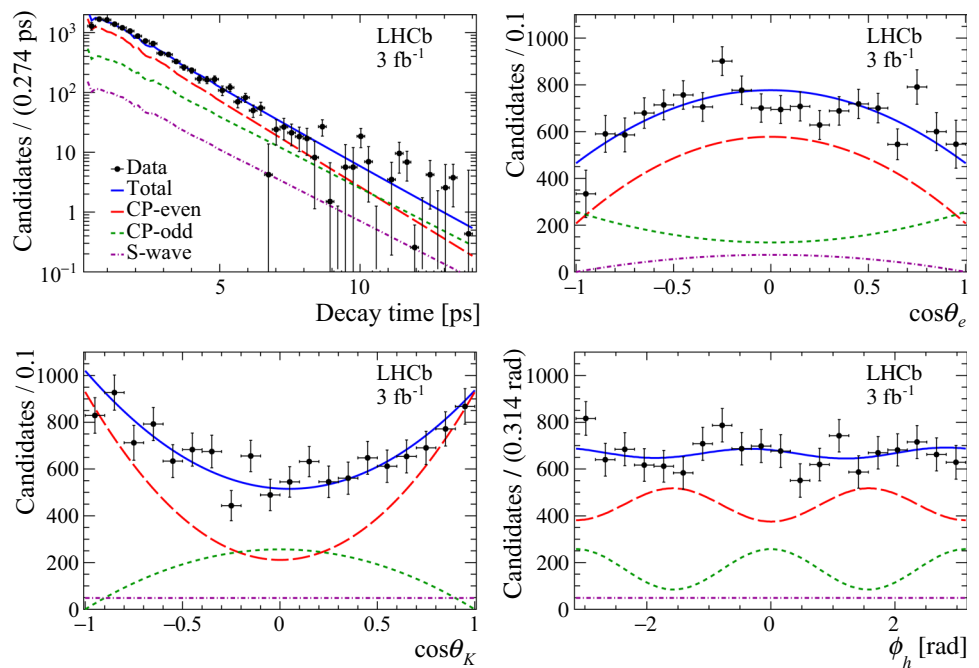 Candidates / (0.274 ps)
10³
10²
10
1
10⁻¹
LHCb
3 fb⁻¹
Data
Total
CP-even
CP-odd
S-wave
5 10
Decay time [ps]
Candidates / 0.1
1000
800
600
400
200
0
LHCb
3 fb⁻¹
−1 −0.5 0 0.5 1
cosθₑ
Candidates / 0.1
1000
800
600
400
200
0
LHCb
3 fb⁻¹
−1 −0.5 0 0.5 1
cosθ_K
Candidates / (0.314 rad)
1000
800
600
400
200
0
LHCb
3 fb⁻¹
−2 0 2
ϕ_h [rad]